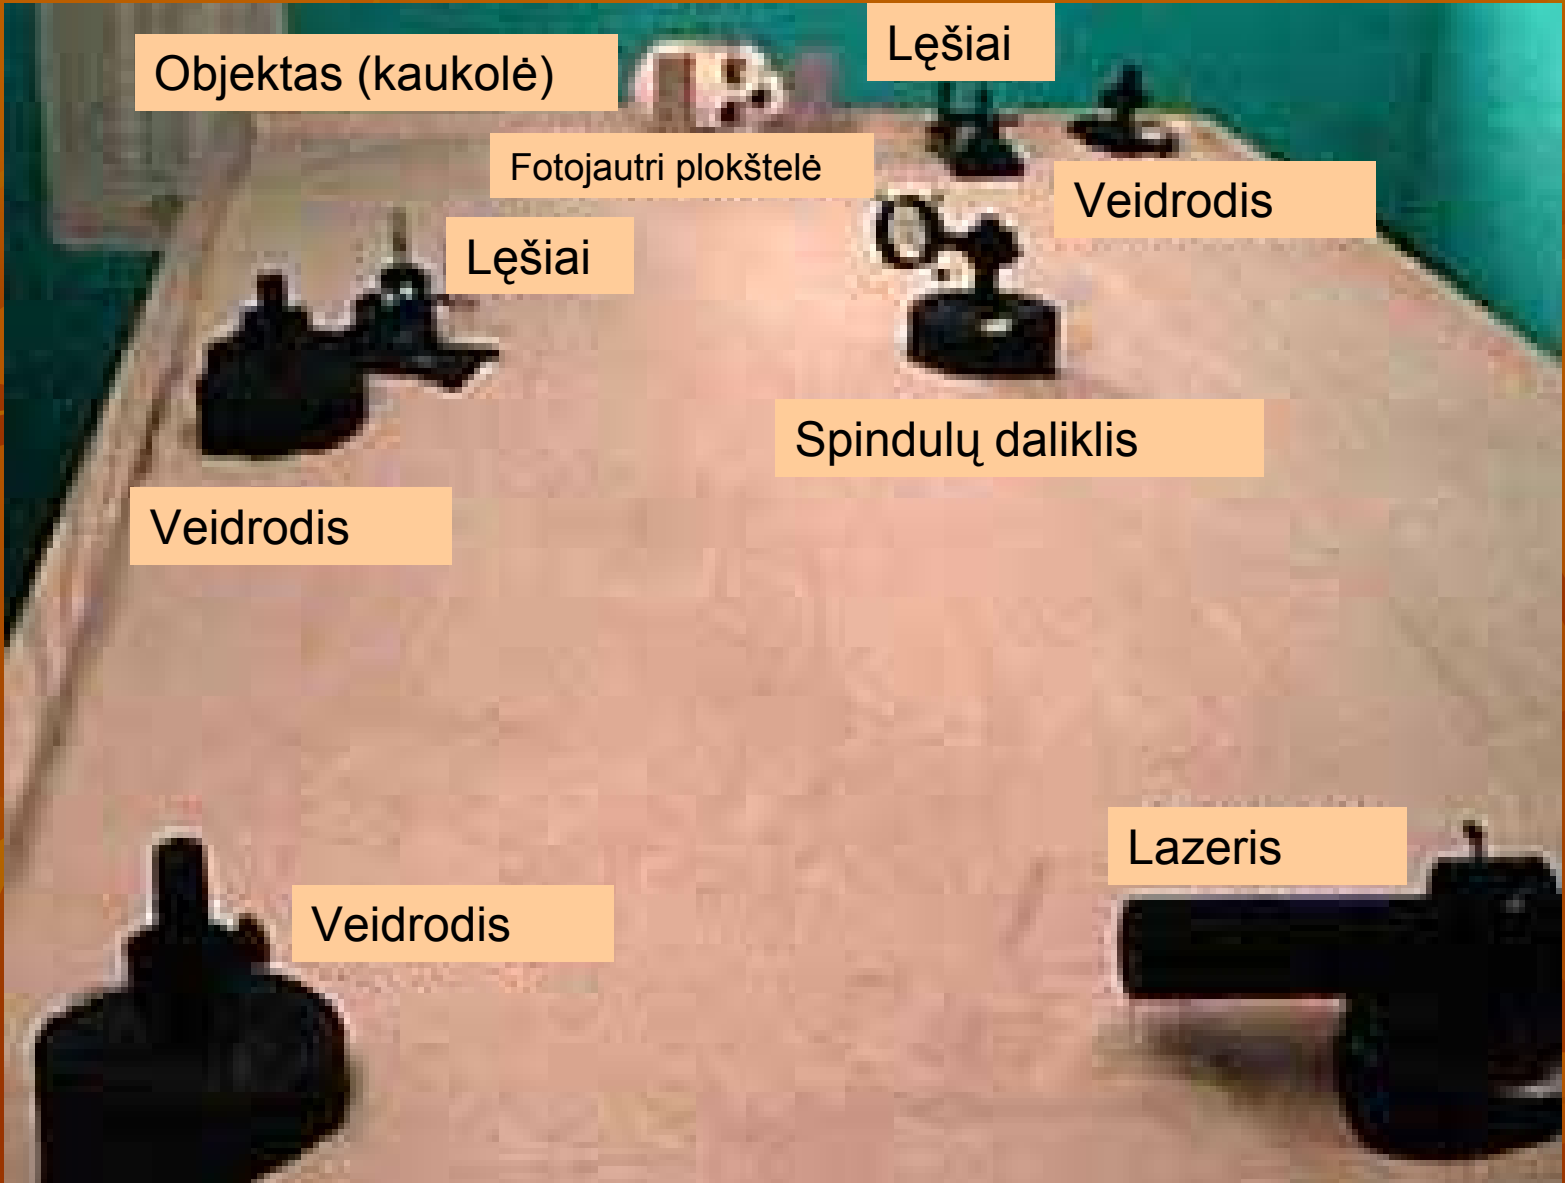 Lęšiai
Objektas (kaukolė)
Fotojautri plokštelė
Veidrodis
Lęšiai
Spindulų daliklis
Veidrodis
Lazeris
Veidrodis